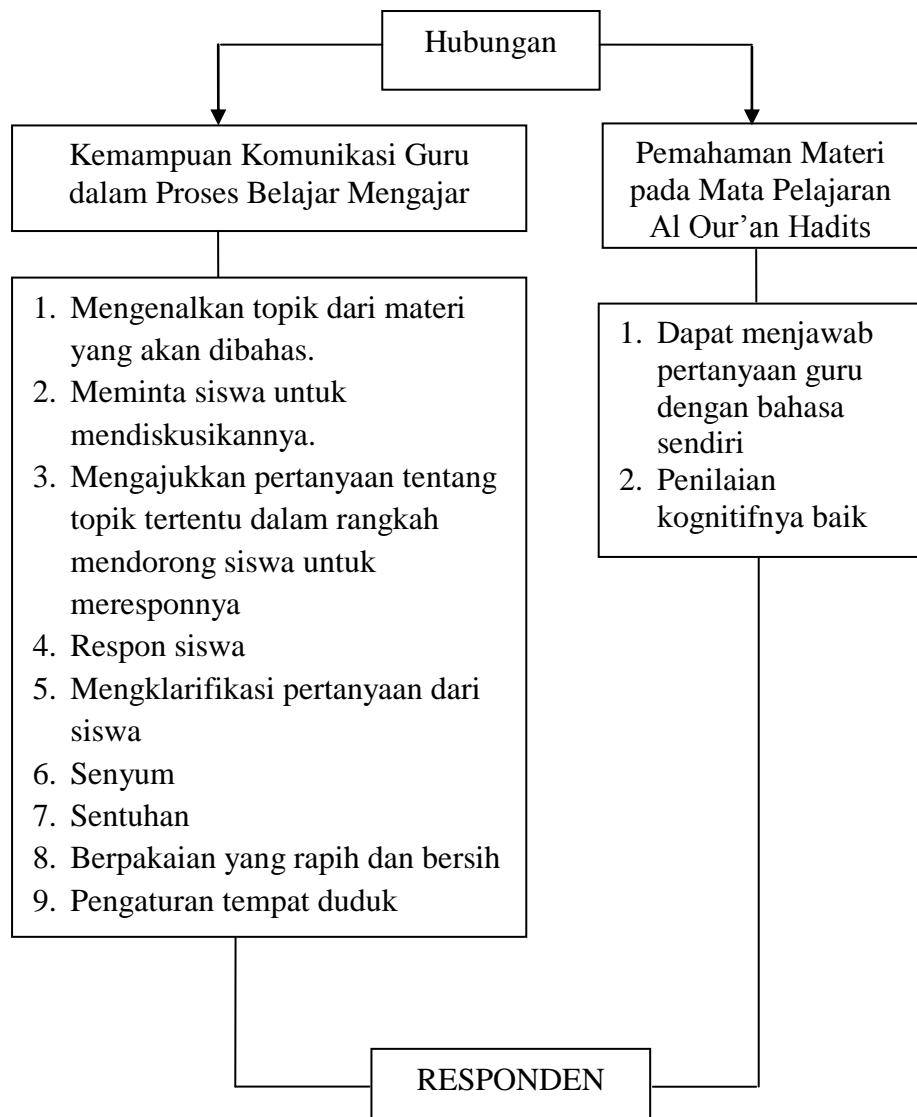 Hubungan
Kemampuan Komunikasi Guru
dalam Proses Belajar Mengajar
Pemahaman Materi
pada Mata Pelajaran
Al Our’an Hadits
1. Mengenalkan topik dari materi
yang akan dibahas.
2. Meminta siswa untuk
mendiskusikannya.
3. Mengajukkan pertanyaan tentang
topik tertentu dalam rangkah
mendorong siswa untuk
meresponnya
4. Respon siswa
5. Mengklarifikasi pertanyaan dari
siswa
6. Senyum
7. Sentuhan
8. Berpakaian yang rapih dan bersih
9. Pengaturan tempat duduk
1. Dapat menjawab
pertanyaan guru
dengan bahasa
sendiri
2. Penilaian
kognitifnya baik
RESPONDEN